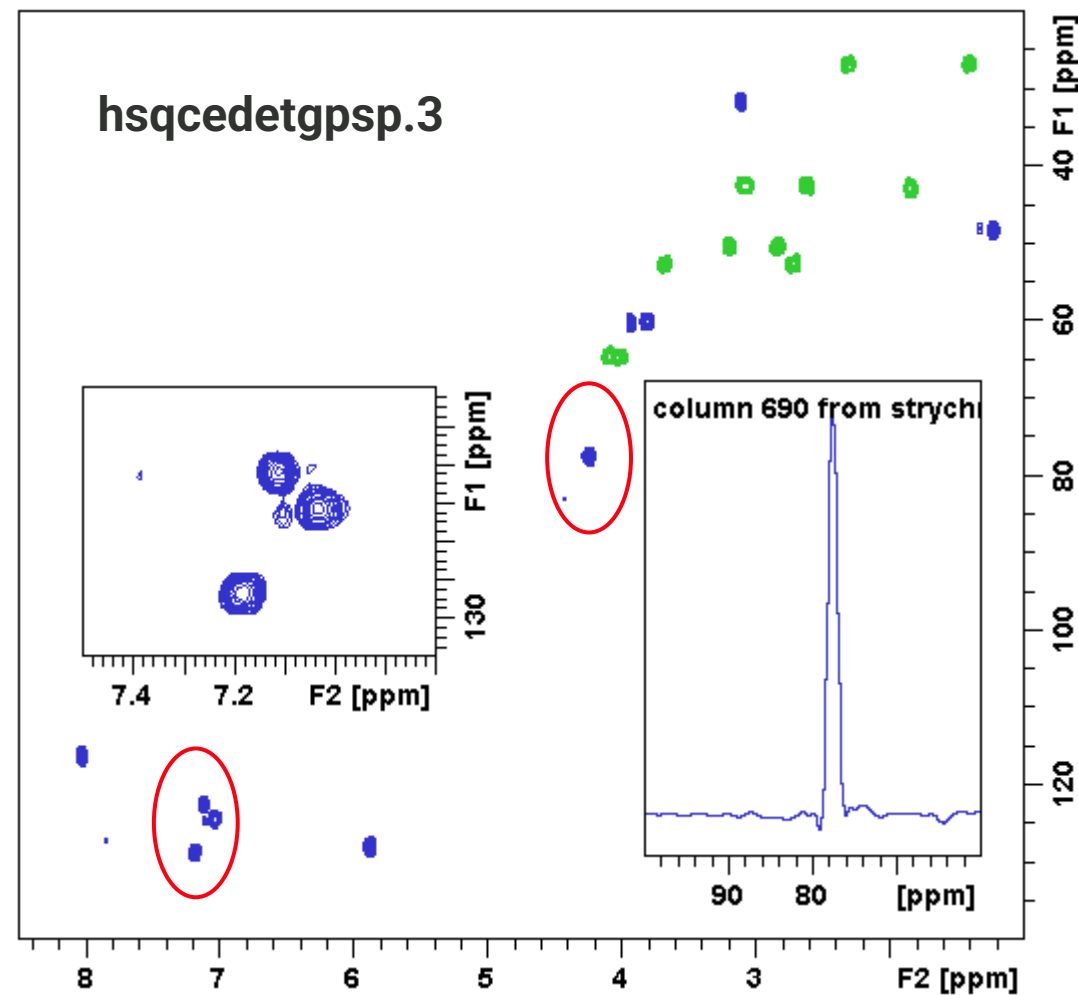 hsqcedetgpsp.3
F1 [ppm]
40
60
80
100
120
column 690 from strych
90 80 [ppm]
F1 [ppm]
130
7.4 7.2 F2 [ppm]
8 7 6 5 4 3 F2 [ppm]